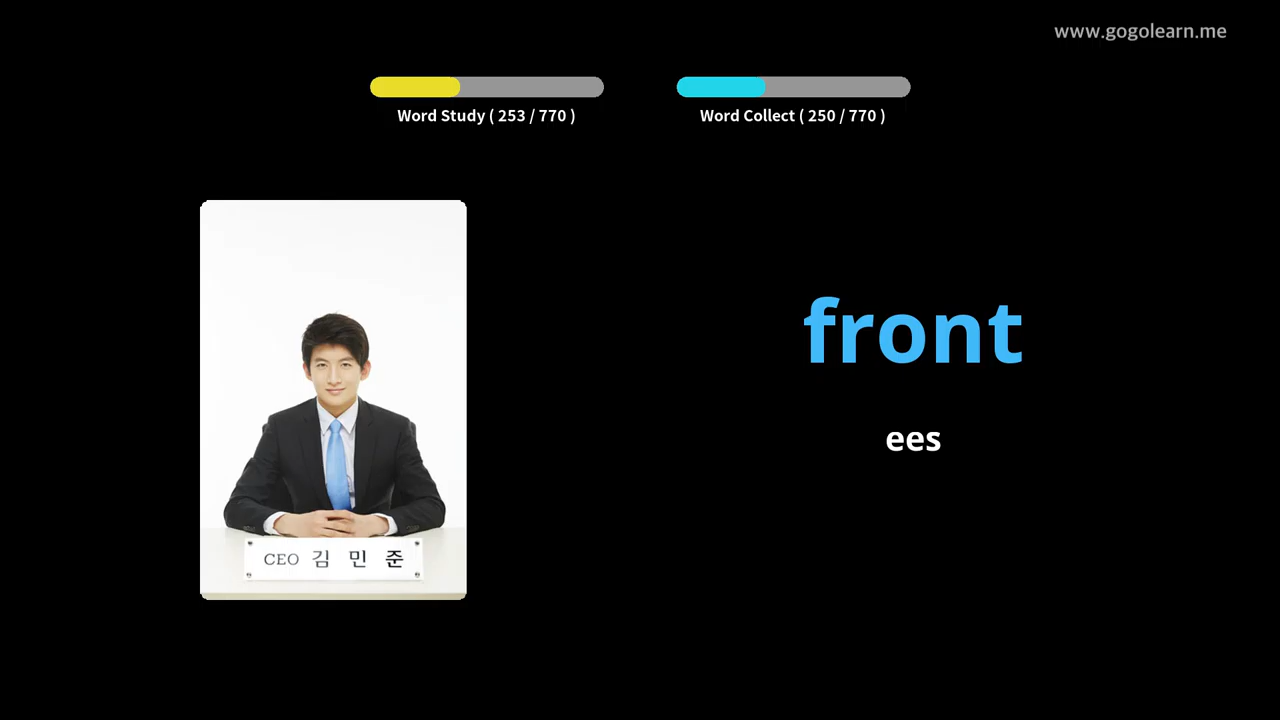 www.gogolearn.me
Word Study ( 253 / 770 )
Word Collect ( 250 / 770 )
front
ees
CEO 김 민 준